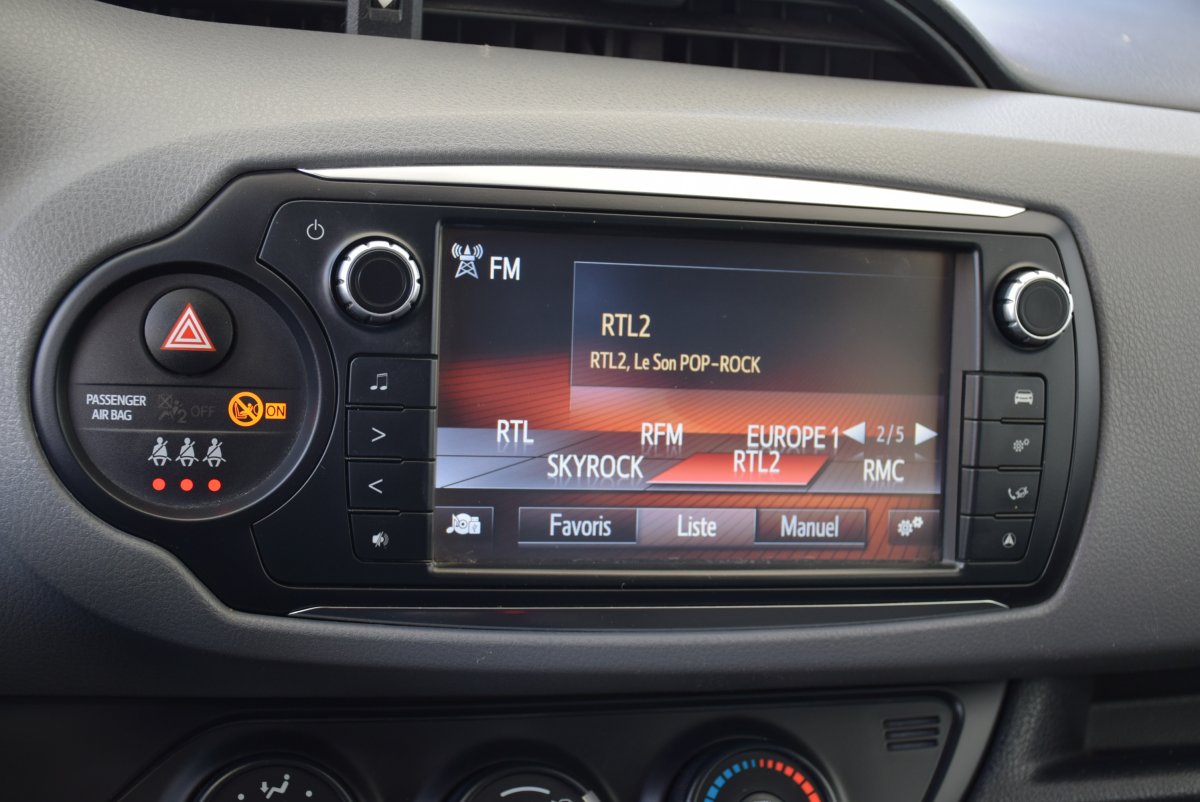 FM
RTL2
RTL2, Le Son POP-ROCK
PASSENGER
AIR BAG
2 OFF
ON
RTL RFM EUROPE 1 2/5
SKYROCK RTL2 RMC
Favoris Liste Manuel